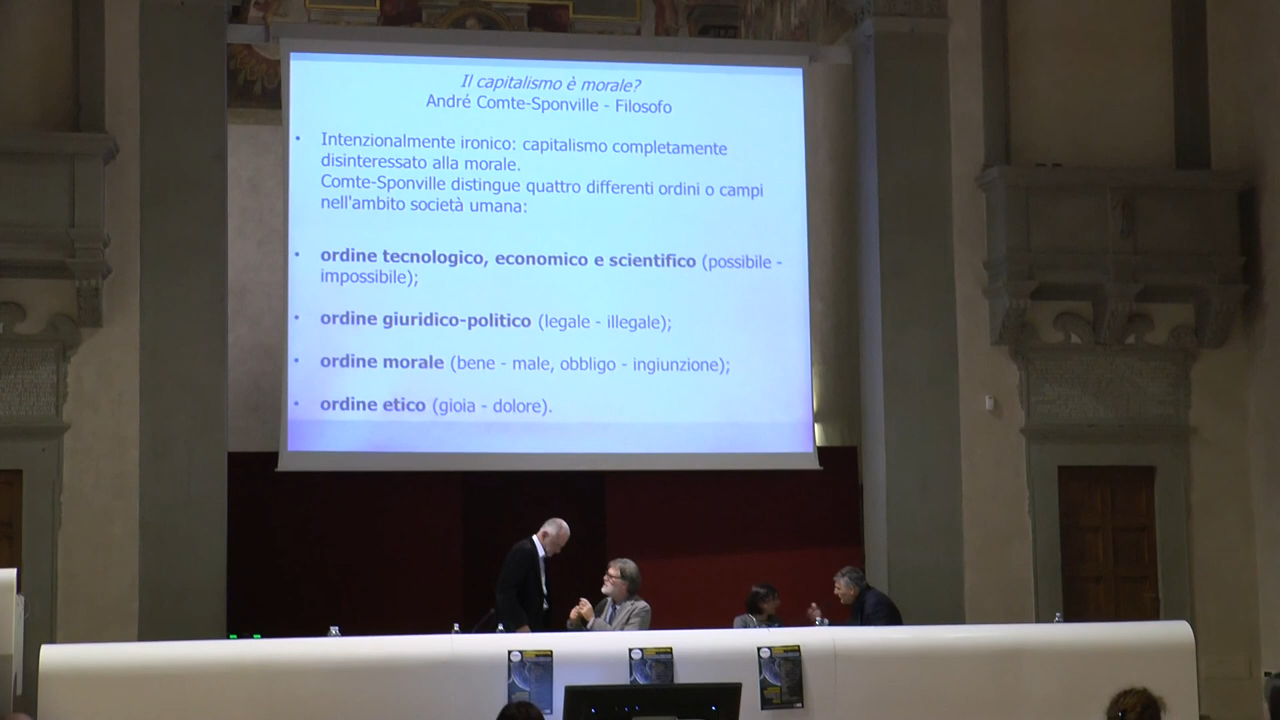 Il capitalismo è morale?
André Comte-Sponville - Filosofo
• Intenzionalmente ironico: capitalismo completamente
disinteressato alla morale.
Comte-Sponville distingue quattro differenti ordini o campi
nell'ambito società umana:
• ordine tecnologico, economico e scientifico (possibile -
impossibile);
• ordine giuridico-politico (legale - illegale);
• ordine morale (bene - male, obbligo - ingiunzione);
• ordine etico (gioia - dolore).